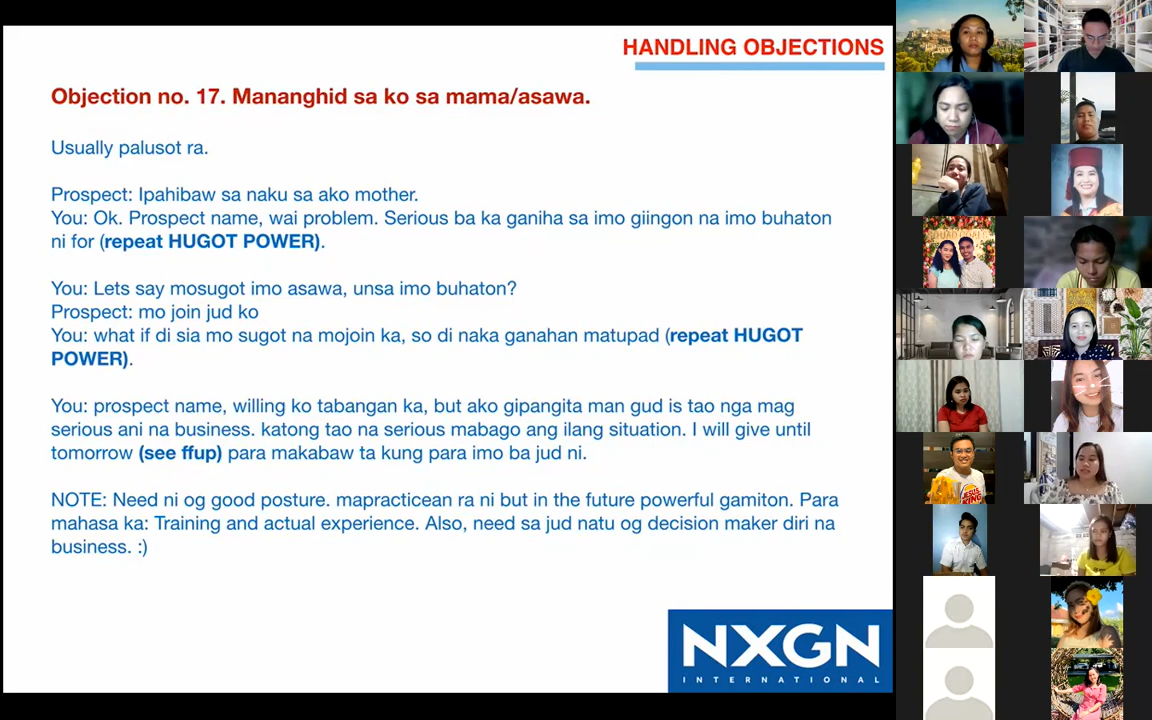 HANDLING OBJECTIONS
Objection no. 17. Mananghid sa ko sa mama/asawa.
Usually palusot ra.
Prospect: Ipahibaw sa naku sa ako mother.
You: Ok. Prospect name, wai problem. Serious ba ka ganiha sa imo giingon na imo buhaton
ni for (repeat HUGOT POWER).
You: Lets say mosugot imo asawa, unsa imo buhaton?
Prospect: mo join jud ko
You: what if di sia mo sugot na mojoin ka, so di naka ganahan matupad (repeat HUGOT
POWER).
You: prospect name, willing ko tabangan ka, but ako gipangita man gud is tao nga mag
serious ani na business. katong tao na serious mabago ang ilang situation. I will give until
tomorrow (see ffup) para makabaw ta kung para imo ba jud ni.
NOTE: Need ni og good posture. mapracticean ra ni but in the future powerful gamiton. Para
mahasa ka: Training and actual experience. Also, need sa jud natu og decision maker diri na
business. :)
NXGN
INTERNATIONAL